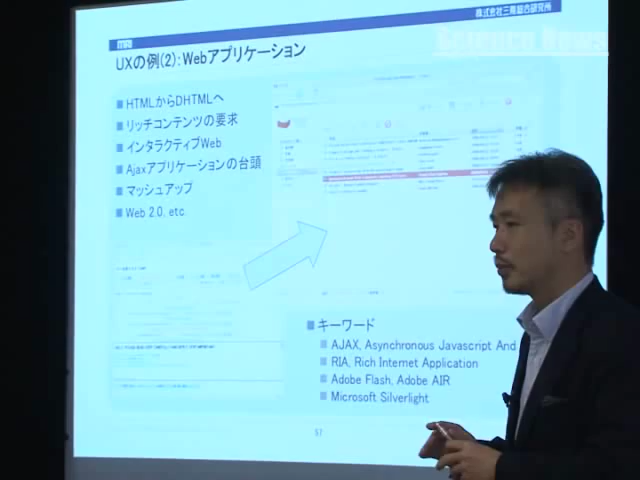 株式会社三菱総合研究所
Science News
UXの例(2):Webアプリケーション
HTMLからDHTMLへ
リッチコンテンツの要求
インタラクティブWeb
Ajaxアプリケーションの台頭
マッシュアップ
Web 2.0, etc.
キーワード
AJAX, Asynchronous Javascript And
RIA, Rich Internet Application
Adobe Flash, Adobe AIR
Microsoft Silverlight
57